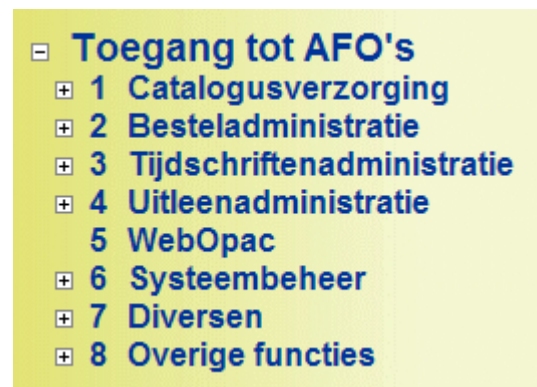 Toegang tot AFO's
1 Catalogusverzorging
2 Besteladministratie
3 Tijdschriftenadministratie
4 Uitleenadministratie
5 WebOpac
6 Systeembeheer
7 Diversen
8 Overige functies